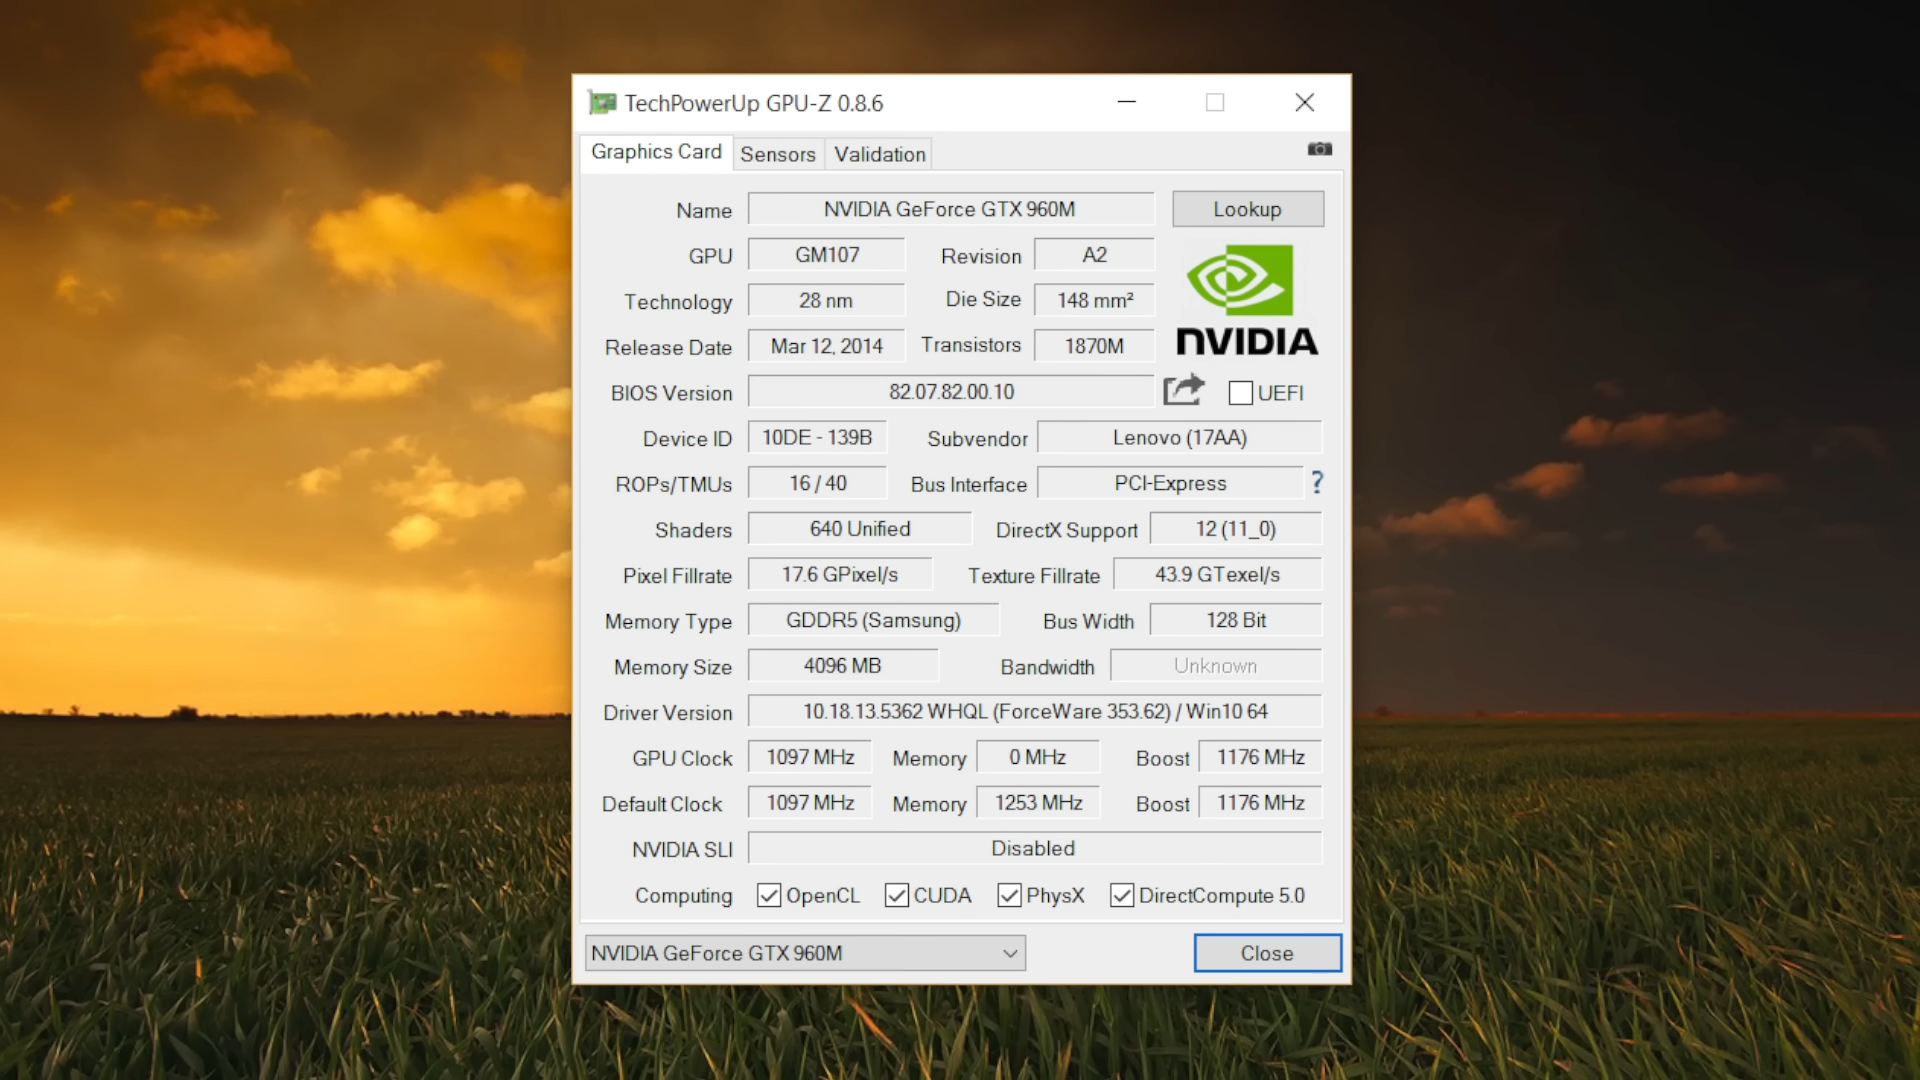 TechPowerUp GPU-Z 0.8.6
Graphics Card Sensors Validation
Name NVIDIA GeForce GTX 960M Lookup
GPU GM107 Revision A2
Technology 28 nm Die Size 148 mm²
Release Date Mar 12, 2014 Transistors 1870M
NVIDIA
BIOS Version 82.07.82.00.10 UEFI
Device ID 10DE - 139B Subvendor Lenovo (17AA)
ROPs/TMUs 16 / 40 Bus Interface PCI-Express ?
Shaders 640 Unified DirectX Support 12 (11_0)
Pixel Fillrate 17.6 GPixel/s Texture Fillrate 43.9 GTexel/s
Memory Type GDDR5 (Samsung) Bus Width 128 Bit
Memory Size 4096 MB Bandwidth Unknown
Driver Version 10.18.13.5362 WHQL (ForceWare 353.62) / Win10 64
GPU Clock 1097 MHz Memory 0 MHz Boost 1176 MHz
Default Clock 1097 MHz Memory 1253 MHz Boost 1176 MHz
NVIDIA SLI Disabled
Computing OpenCL CUDA PhysX DirectCompute 5.0
NVIDIA GeForce GTX 960M Close